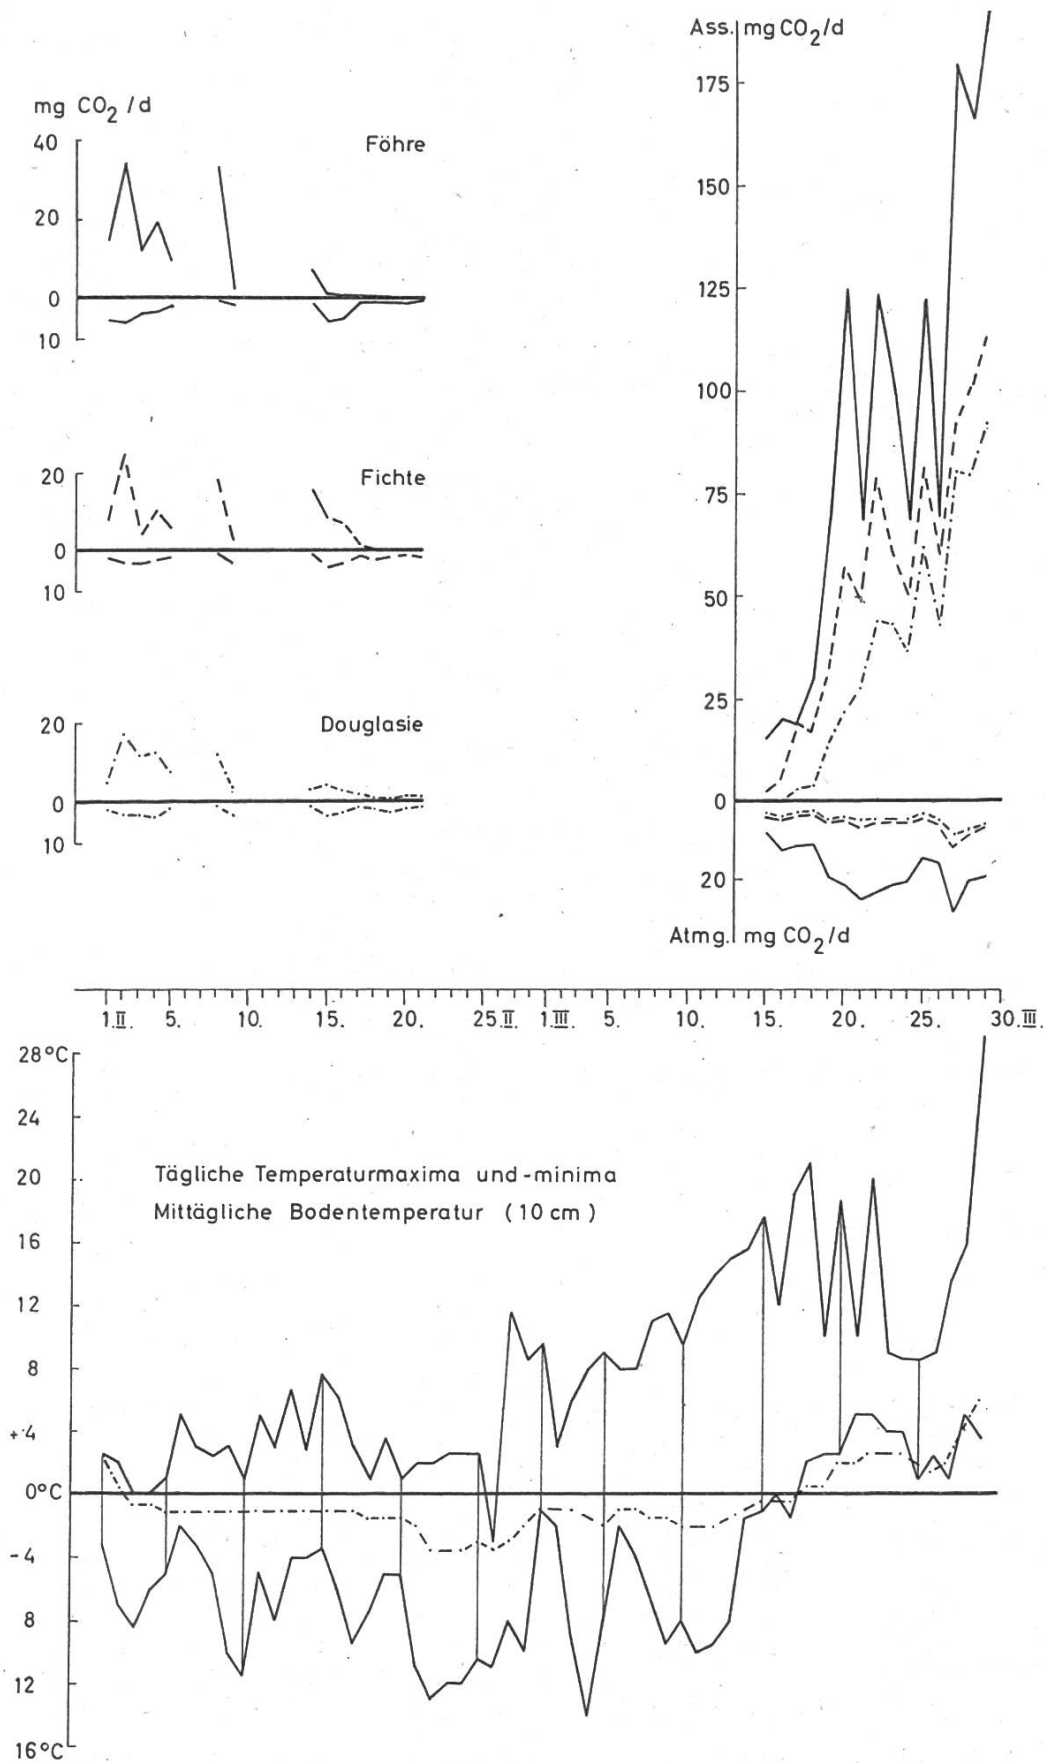 mg CO2 /d
40
20
0
10
Föhre
20
0
10
Fichte
20
0
10
Douglasie
Ass. mg CO2/d
175
150
125
100
75
50
25
0
20
Atmg. mg CO2/d
1.II. 5. 10. 15. 20. 25.II. 1.III. 5. 10. 15. 20. 25. 30.III.
28°C
24
20
16
12
8
+4
0°C
-4
8
12
16°C
Tägliche Temperaturmaxima und -minima
Mittägliche Bodentemperatur (10 cm)